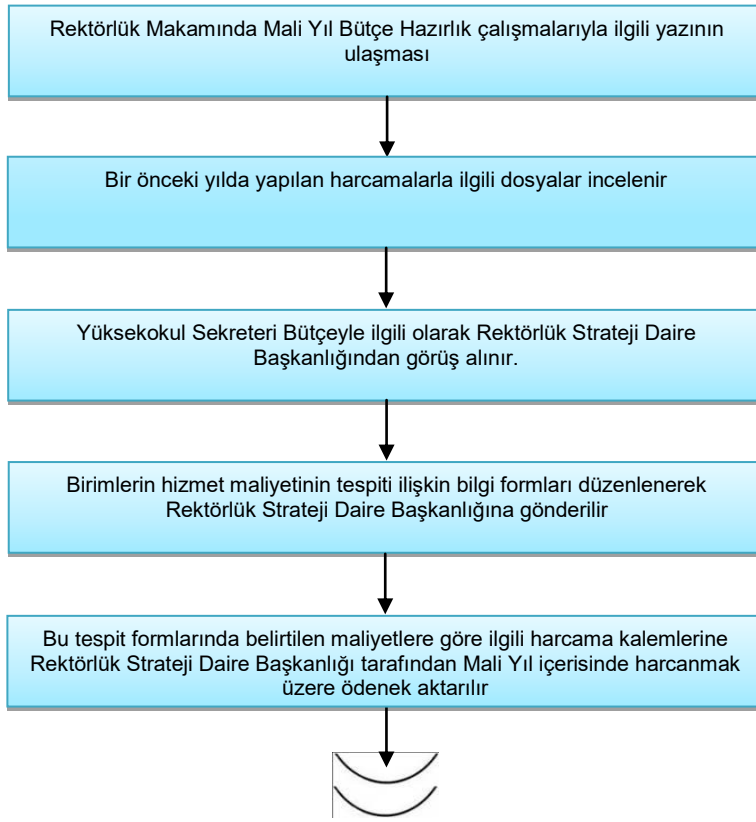 Rektörlük Makamında Mali Yıl Bütçe Hazırlık çalışmalarıyla ilgili yazının
ulaşması
Bir önceki yılda yapılan harcamalarla ilgili dosyalar incelenir
Yüksekokul Sekreteri Bütçeyle ilgili olarak Rektörlük Strateji Daire
Başkanlığından görüş alınır.
Birimlerin hizmet maliyetinin tespiti ilişkin bilgi formları düzenlenerek
Rektörlük Strateji Daire Başkanlığına gönderilir
Bu tespit formlarında belirtilen maliyetlere göre ilgili harcama kalemlerine
Rektörlük Strateji Daire Başkanlığı tarafından Mali Yıl içerisinde harcanmak
üzere ödenek aktarılır